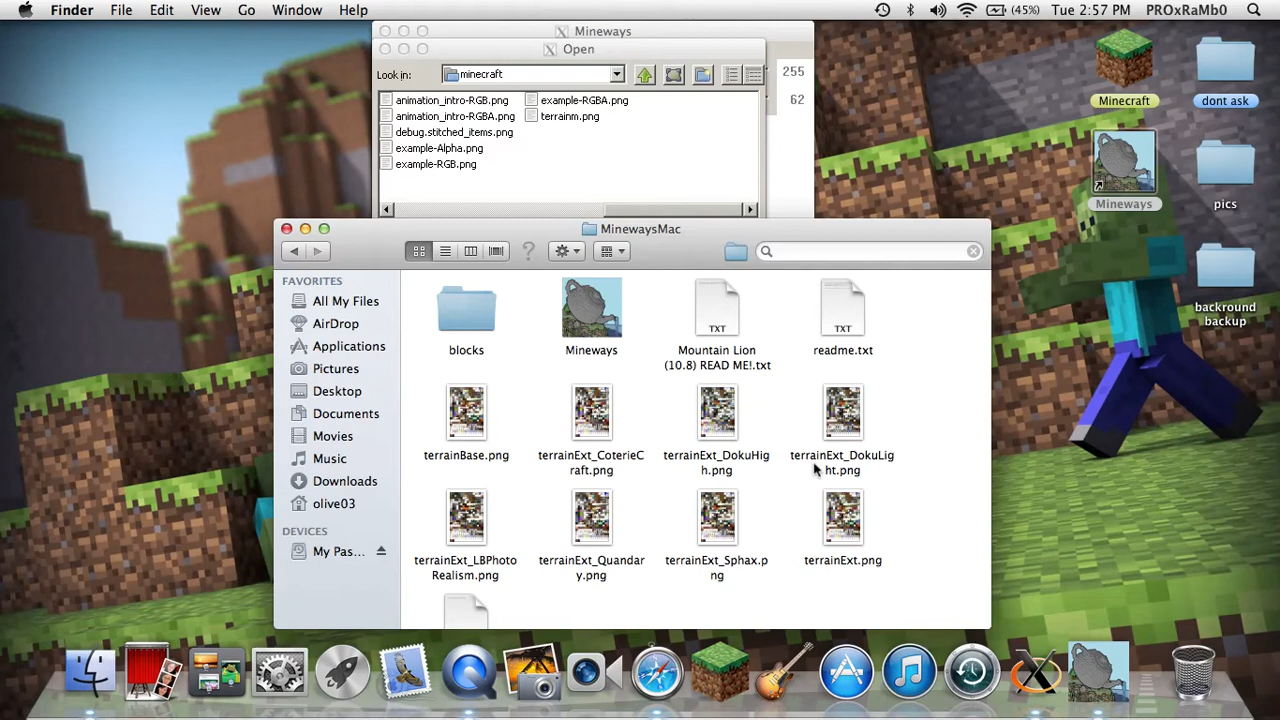 Finder File Edit View Go Window Help (45%) Tue 2:57 PM PROxRaMb0
Mineways
Open
Look in: minecraft
255
62
animation_intro-RGB.png example-RGBA.png
animation_intro-RGBA.png terrainm.png
debug.stitched_items.png
example-Alpha.png
example-RGB.png
Minecraft dont ask
Mineways pics
backround
backup
MinewaysMac
FAVORITES
All My Files
AirDrop
Applications
Pictures
Desktop
Documents
Movies
Music
Downloads
olive03
DEVICES
My Pas...
TXT TXT
blocks Mineways Mountain Lion readme.txt
(10.8) READ ME!.txt
terrainBase.png terrainExt_CoterieC terrainExt_DokuHig terrainExt_DokuLig
raft.png h.png ht.png
terrainExt_LBPhoto terrainExt_Quandar terrainExt_Sphax.p terrainExt.png
Realism.png y.png ng